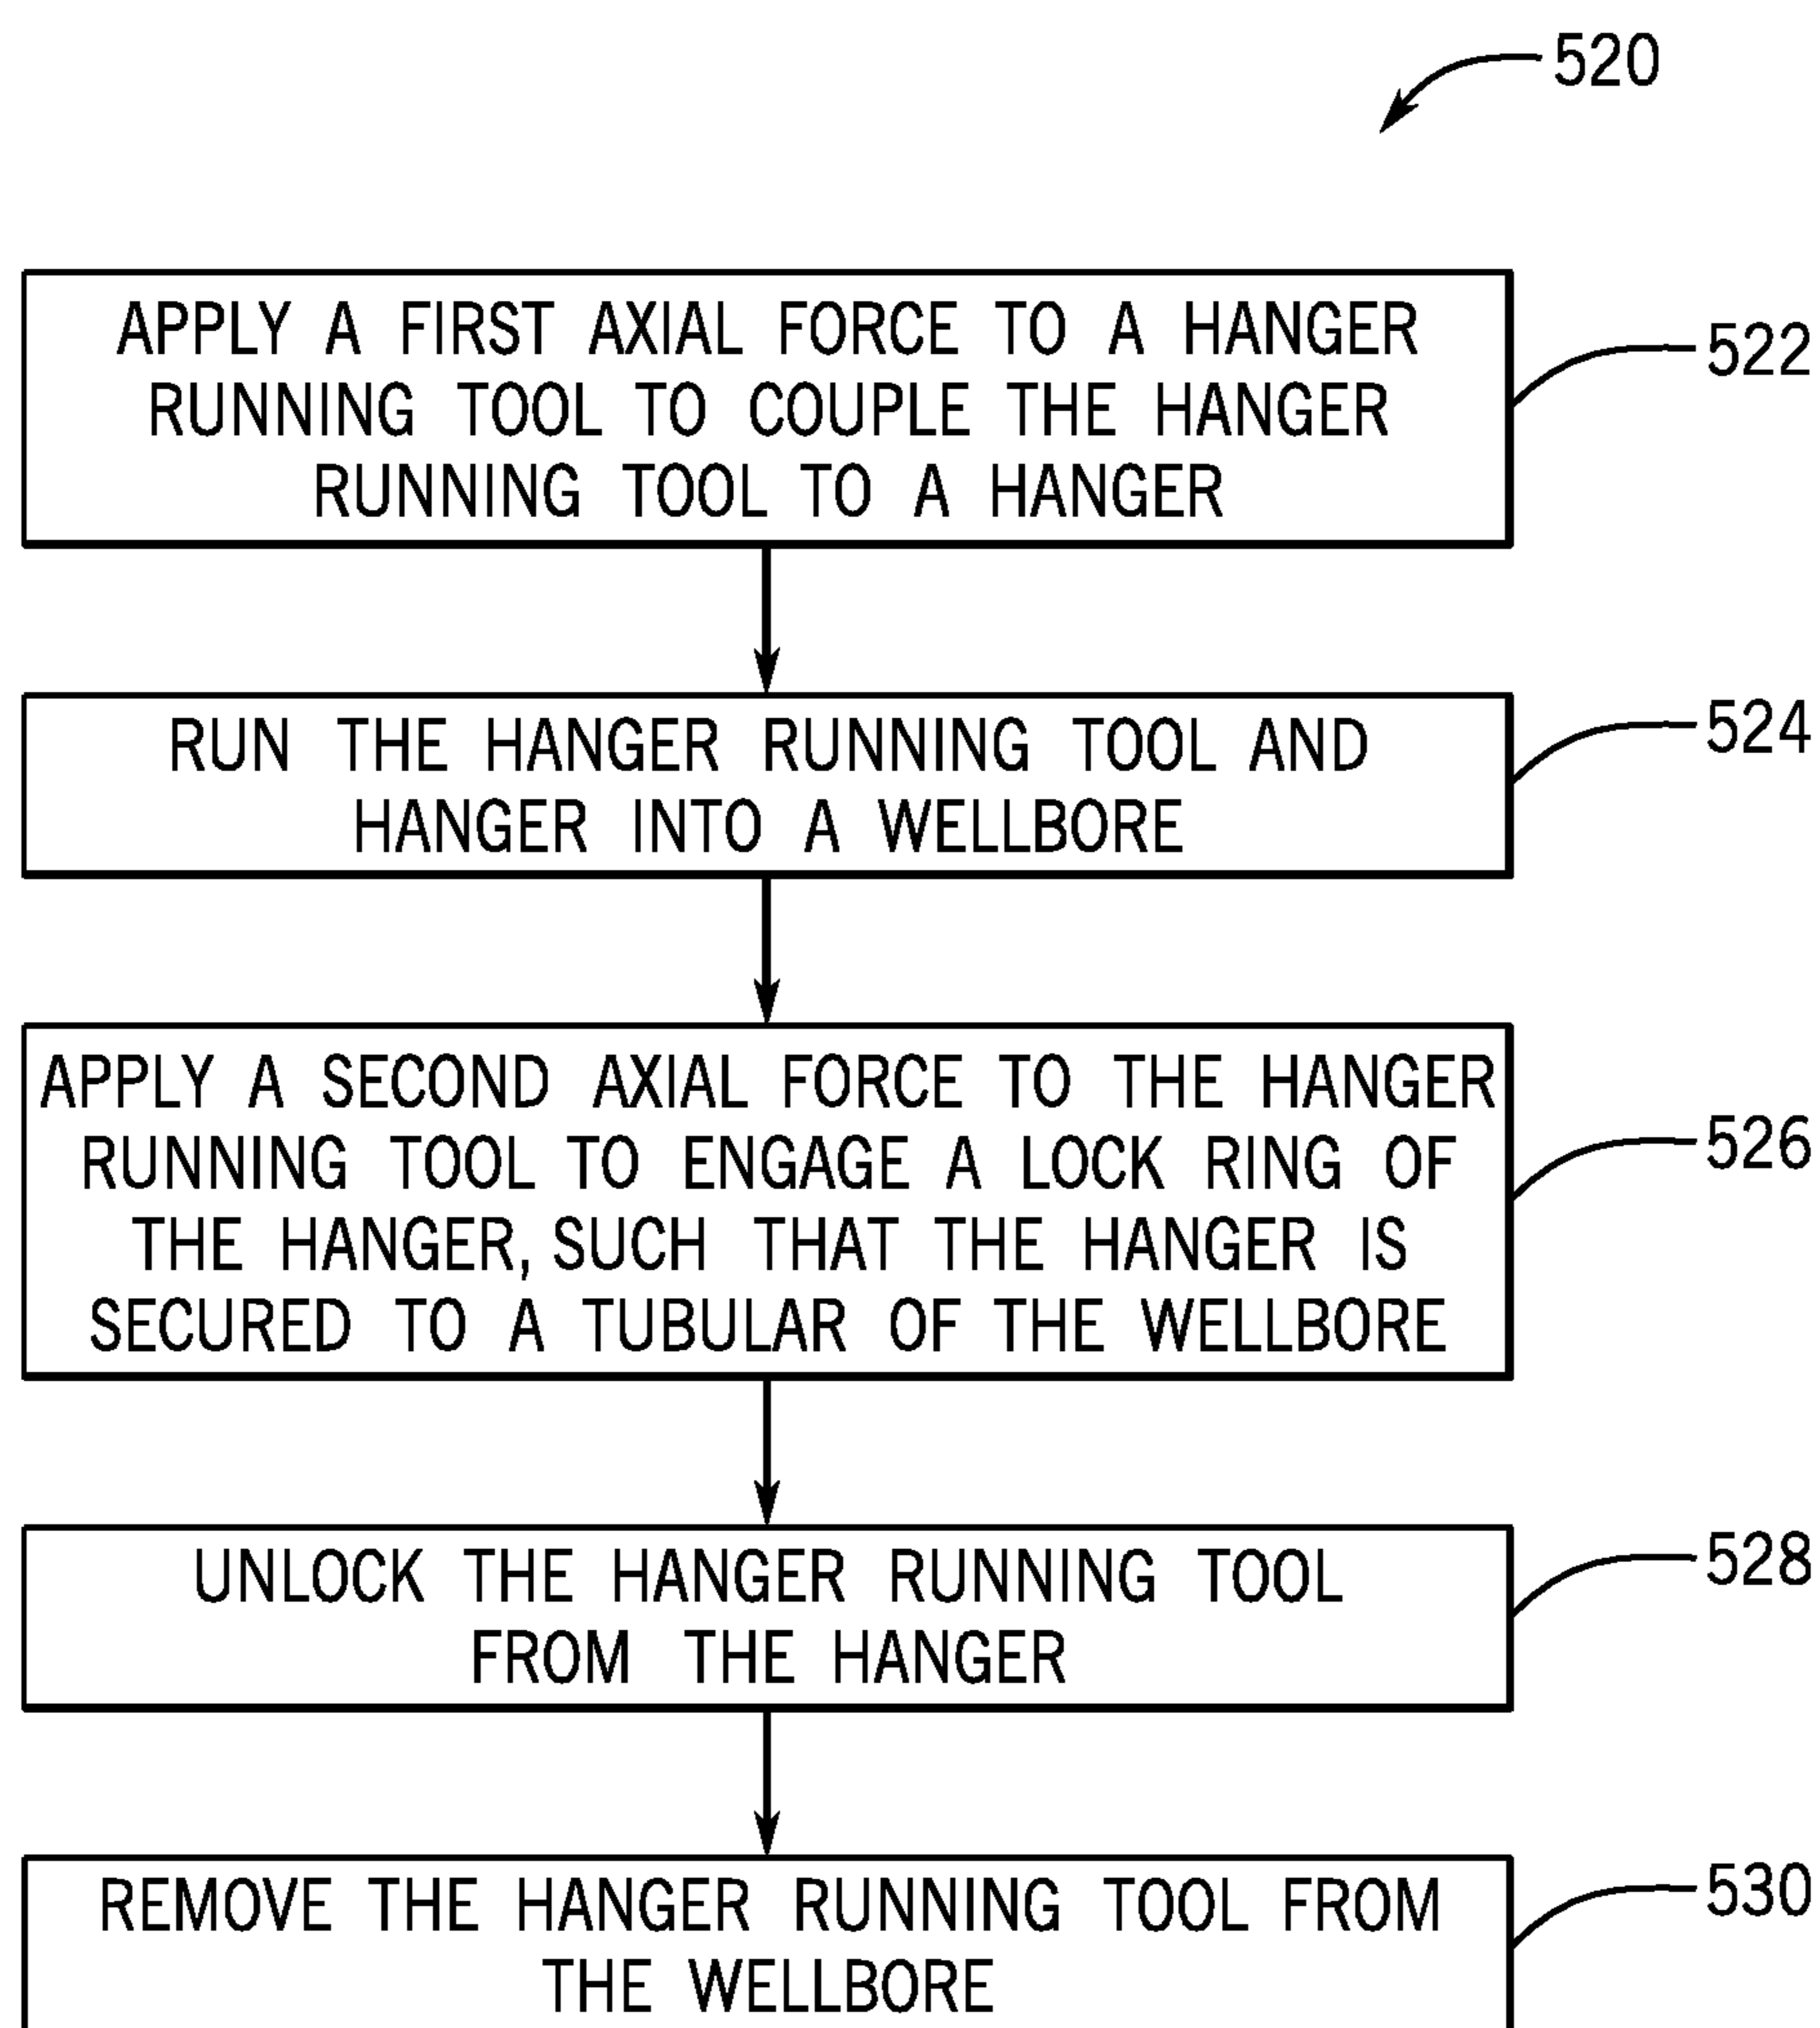 520
APPLY A FIRST AXIAL FORCE TO A HANGER
RUNNING TOOL TO COUPLE THE HANGER
RUNNING TOOL TO A HANGER
522
RUN THE HANGER RUNNING TOOL AND
HANGER INTO A WELLBORE
524
APPLY A SECOND AXIAL FORCE TO THE HANGER
RUNNING TOOL TO ENGAGE A LOCK RING OF
THE HANGER, SUCH THAT THE HANGER IS
SECURED TO A TUBULAR OF THE WELLBORE
526
UNLOCK THE HANGER RUNNING TOOL
FROM THE HANGER
528
REMOVE THE HANGER RUNNING TOOL FROM
THE WELLBORE
530